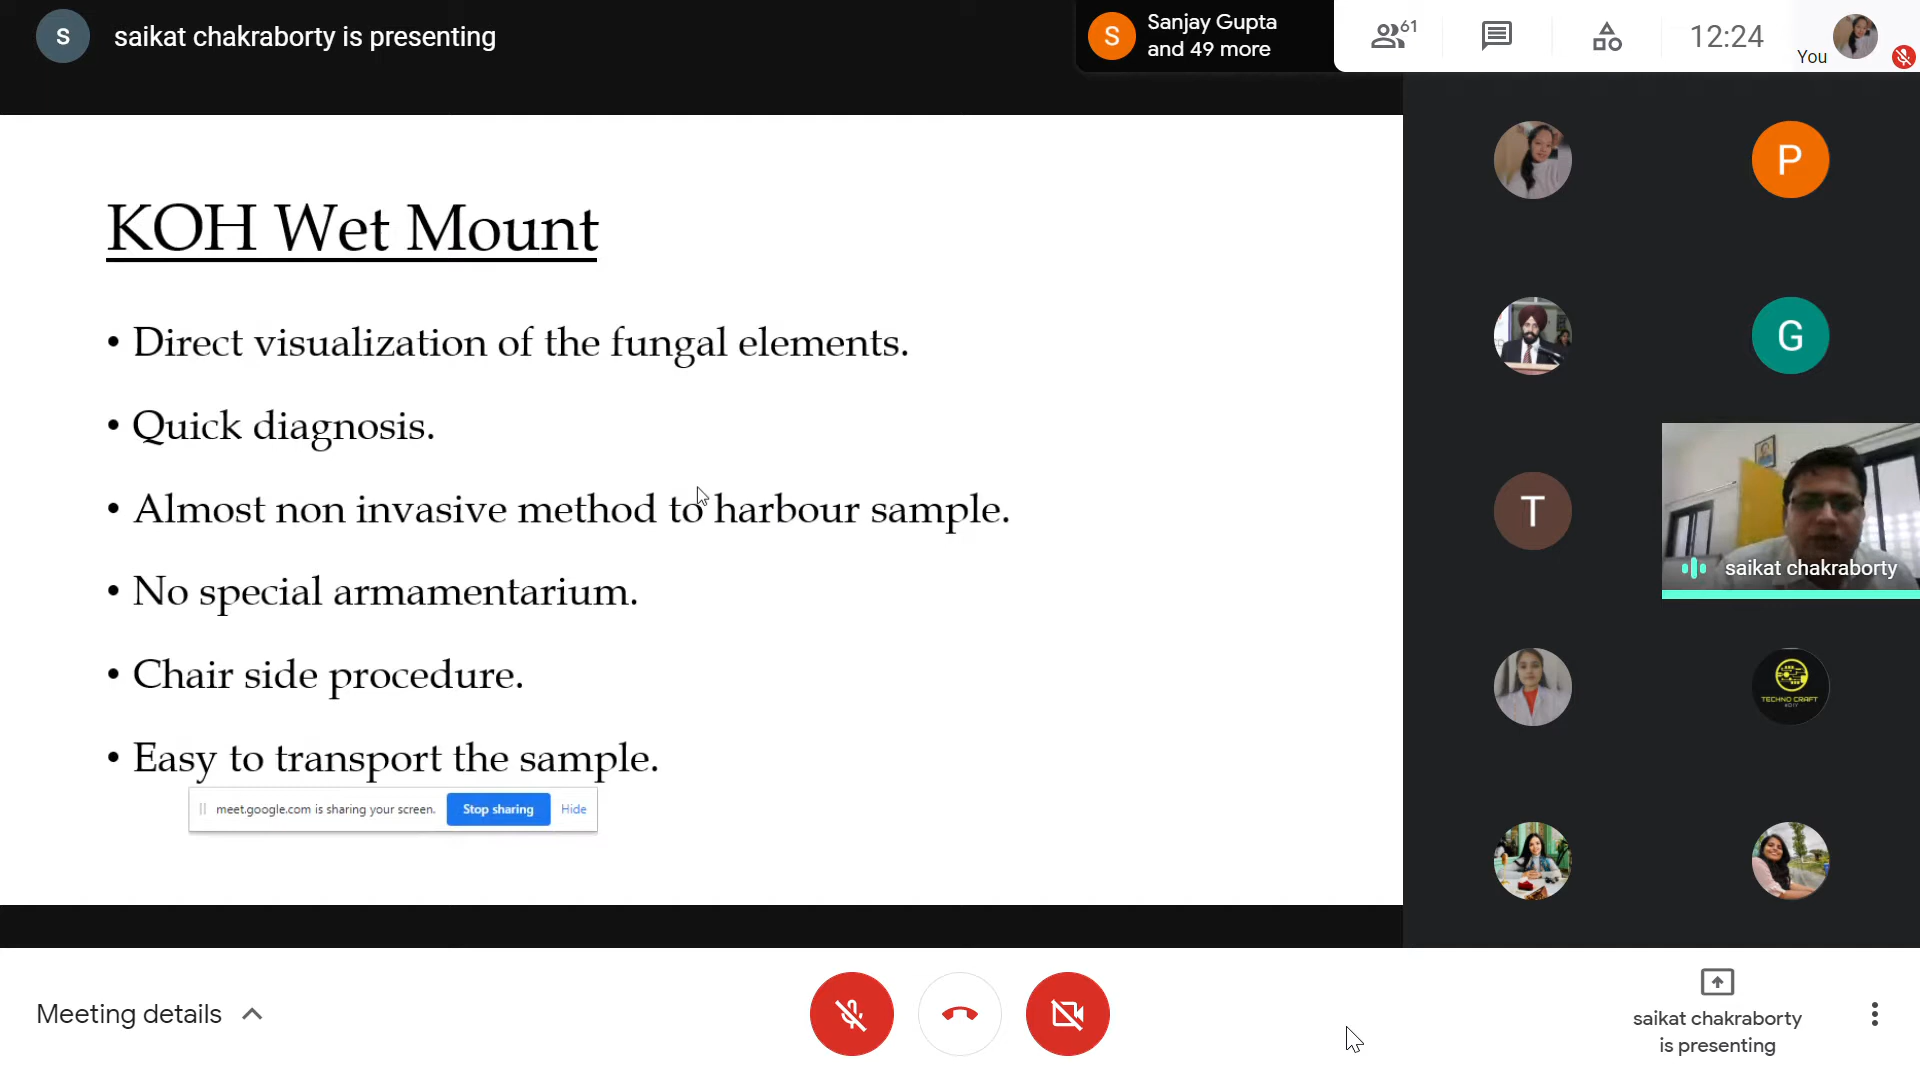 S
saikat chakraborty is presenting
S
Sanjay Gupta
and 49 more
61
12:24
You
KOH Wet Mount
• Direct visualization of the fungal elements.
• Quick diagnosis.
• Almost non invasive method to harbour sample.
• No special armamentarium.
• Chair side procedure.
• Easy to transport the sample.
meet.google.com is sharing your screen.
Stop sharing
Hide
P
G
T
saikat chakraborty
TECHNO CRAFT
#DIY
Meeting details
saikat chakraborty
is presenting